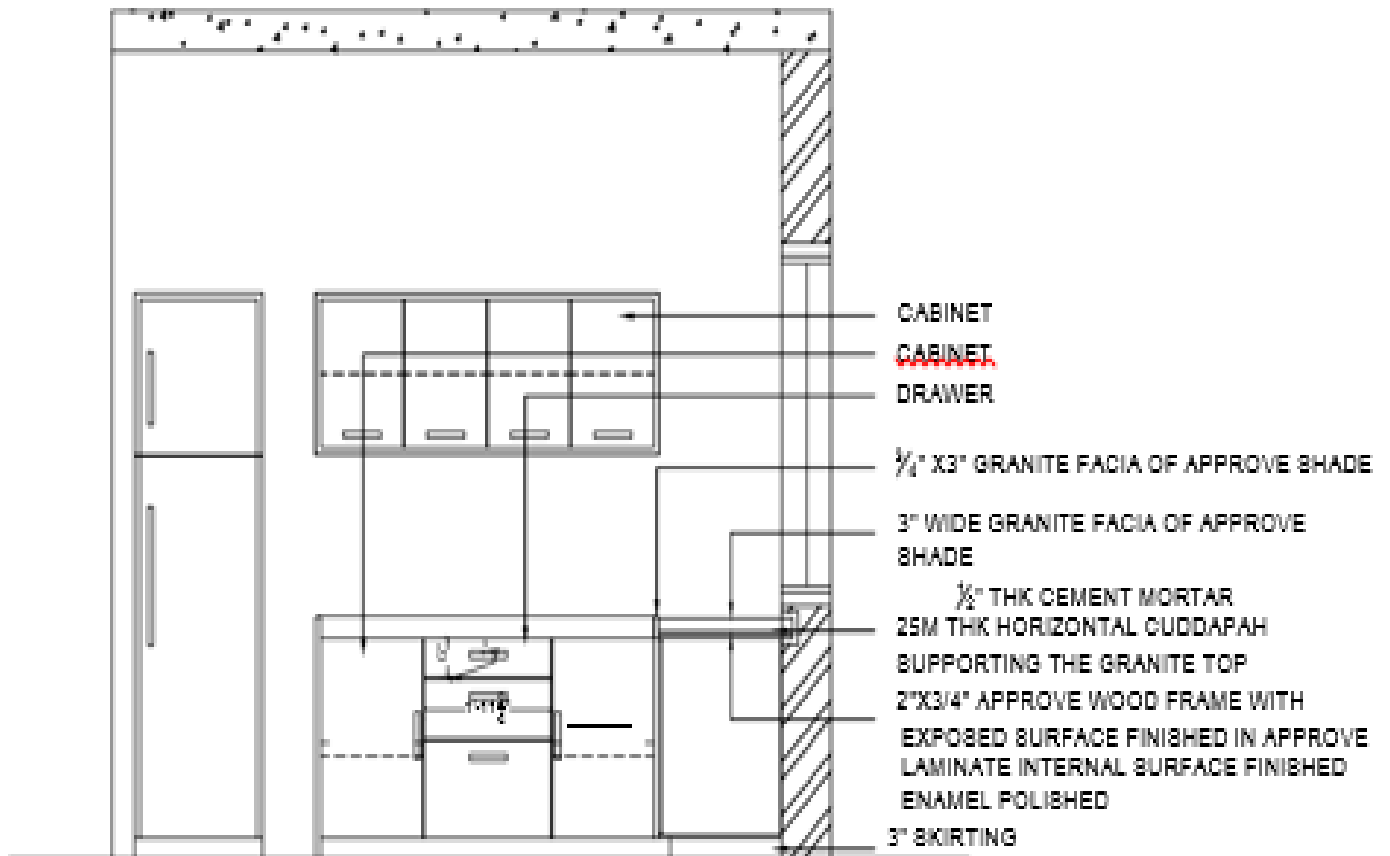 CABINET
CABINET
DRAWER
¾" X3" GRANITE FACIA OF APPROVE SHADE
3" WIDE GRANITE FACIA OF APPROVE
SHADE
½" THK CEMENT MORTAR
25M THK HORIZONTAL CUDDAPAH
SUPPORTING THE GRANITE TOP
2"X3/4" APPROVE WOOD FRAME WITH
EXPOSED SURFACE FINISHED IN APPROVE
LAMINATE INTERNAL SURFACE FINISHED
ENAMEL POLISHED
3" SKIRTING